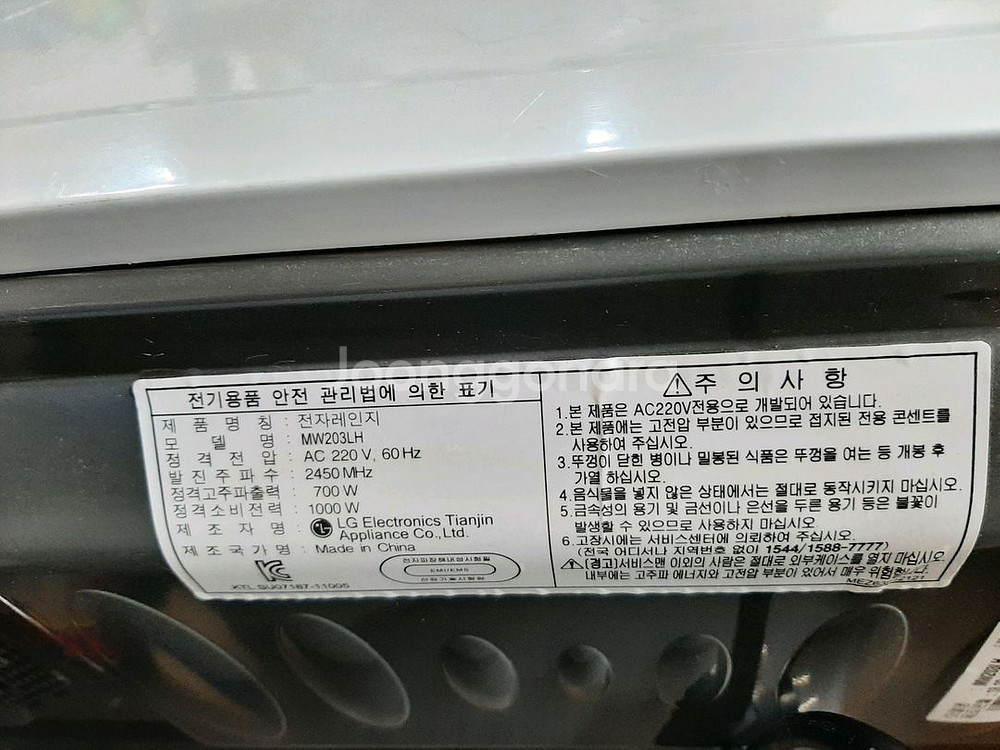 joonggonara
전기용품 안전 관리법에 의한 표기
제 품 명 칭 : 전자레인지
모 델 명 : MW203LH
정 격 전 압 : AC 220 V, 60 Hz
발 진 주 파 수 : 2450 MHz
정격고주파출력 : 700 W
정격소비전력 : 1000 W
제 조 자 명 : LG Electronics Tianjin
Appliance Co., Ltd.
제 조 국 가 명 : Made in China
전자파장해내성시험필
EMI/EMS
KTL SU07187-11005
주 의 사 항
1.본 제품은 AC220V전용으로 개발되어 있습니다.
2.본 제품에는 고전압 부분이 있으므로 접지된 전용 콘센트를
사용하여 주십시오.
3.뚜껑이 닫힌 병이나 밀봉된 식품은 뚜껑을 여는 등 개봉 후
가열 하십시오.
4.음식물을 넣지 않은 상태에서는 절대로 동작시키지 마십시오.
5.금속성의 용기 및 금선이나 은선을 두른 용기 등은 불꽃이
발생할 수 있으므로 사용하지 마십시오.
6.고장시에는 서비스센터에 의뢰하여 주십시오.
(전국 어디서나 지역번호 없이 1544/1588-7777)
[경고]서비스맨 이외의 사람은 절대로 외부케이스를 열지 마십시오.
내부에는 고주파 에너지와 고전압 부분이 있어서 매우 위험합니다.